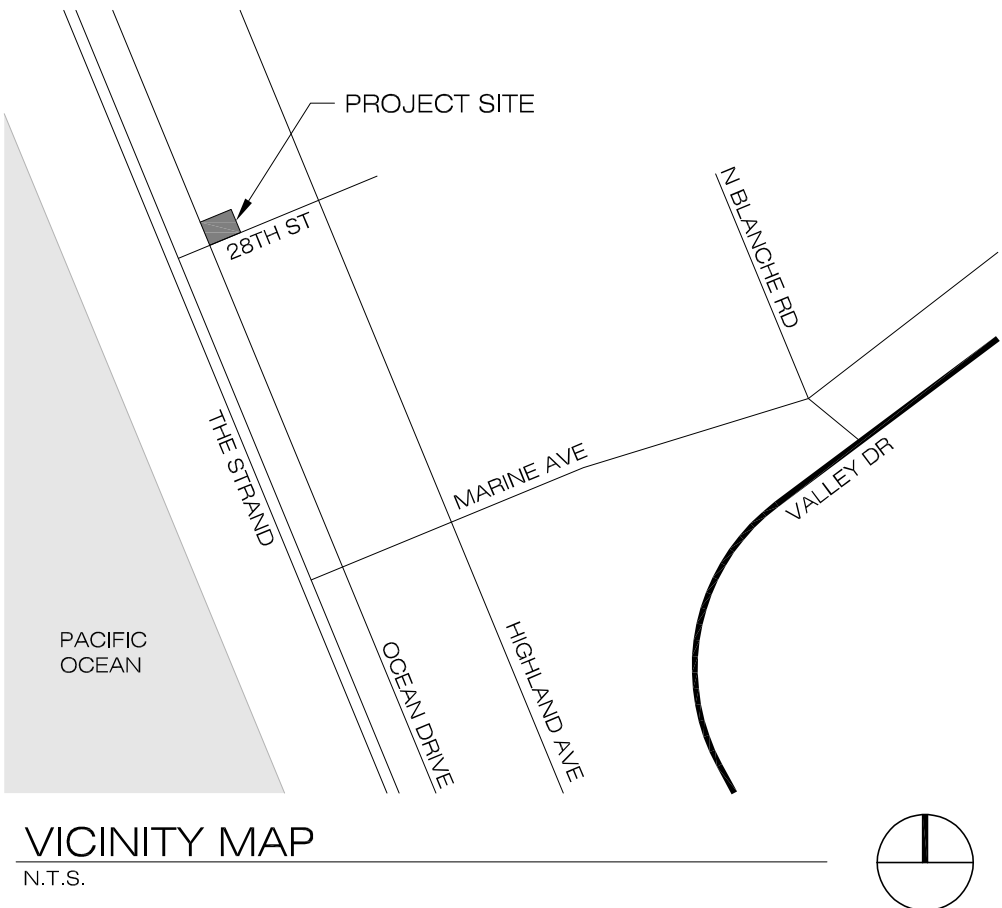 PROJECT SITE
28TH ST
N BLANCHE RD
THE STRAND
MARINE AVE
VALLEY DR
PACIFIC
OCEAN
OCEAN DRIVE
HIGHLAND AVE
VICINITY MAP
N.T.S.